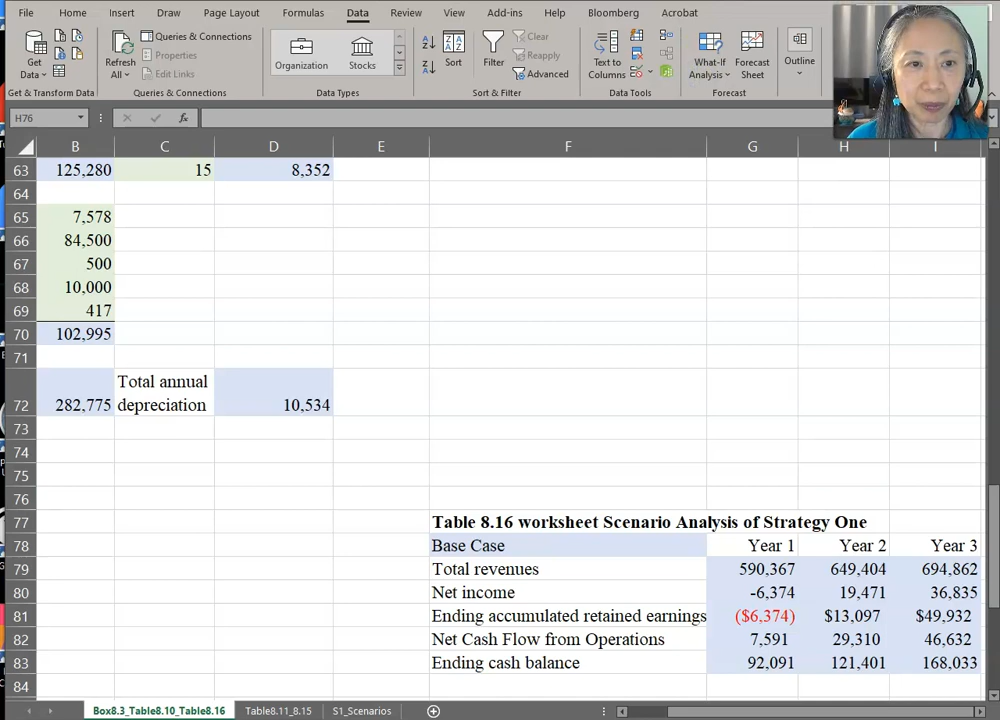 File Home Insert Draw Page Layout Formulas Data Review View Add-ins Help Bloomberg Acrobat
Get Data
Refresh All
Queries & Connections
Properties
Edit Links
Organization
Stocks
Sort
Filter
Clear
Reapply
Advanced
Text to Columns
What-If Analysis
Forecast Sheet
Outline
Get & Transform Data Queries & Connections Data Types Sort & Filter Data Tools Forecast
H76 fx
B C D E F G H I
63 125,280 15 8,352
64
65 7,578
66 84,500
67 500
68 10,000
69 417
70 102,995
71
Total annual
72 282,775 depreciation 10,534
73
74
75
76
77 Table 8.16 worksheet Scenario Analysis of Strategy One
78 Base Case Year 1 Year 2 Year 3
79 Total revenues 590,367 649,404 694,862
80 Net income -6,374 19,471 36,835
81 Ending accumulated retained earnings ($6,374) $13,097 $49,932
82 Net Cash Flow from Operations 7,591 29,310 46,632
83 Ending cash balance 92,091 121,401 168,033
84
Box8.3_Table8.10_Table8.16 Table8.11_8.15 S1_Scenarios